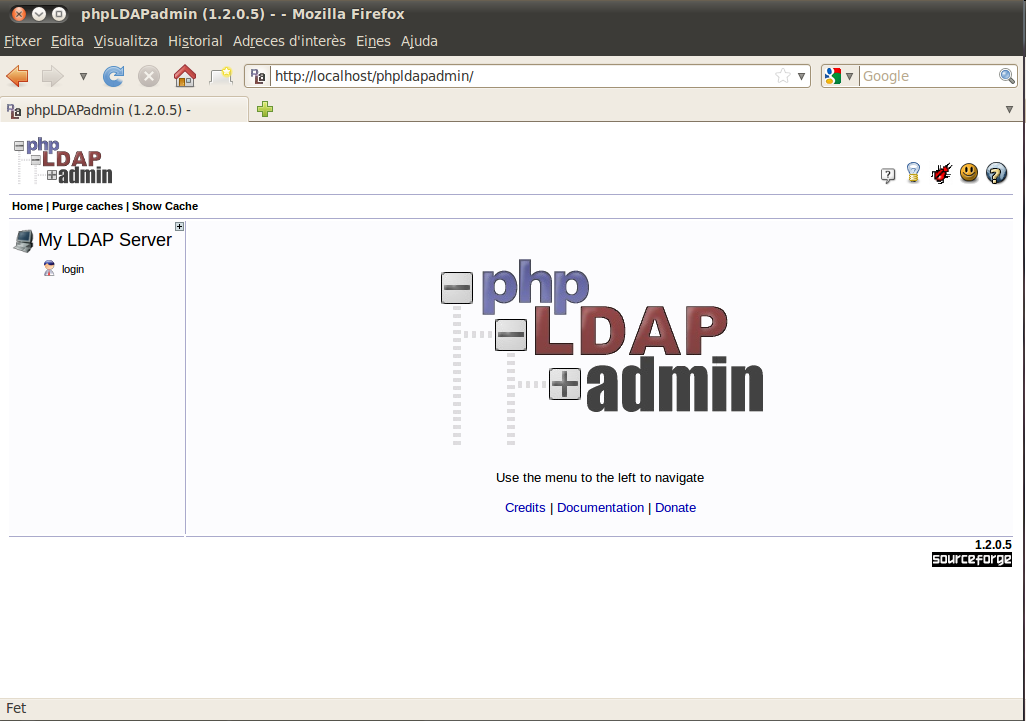 phpLDAPadmin (1.2.0.5) - - Mozilla Firefox
Fitxer Edita Visualitza Historial Adreces d'interès Eines Ajuda
http://localhost/phpldapadmin/ Google
phpLDAPadmin (1.2.0.5) -
php
LDAP
admin
Home | Purge caches | Show Cache
My LDAP Server
login
php
LDAP
admin
Use the menu to the left to navigate
Credits | Documentation | Donate
1.2.0.5
sourceforge
Fet